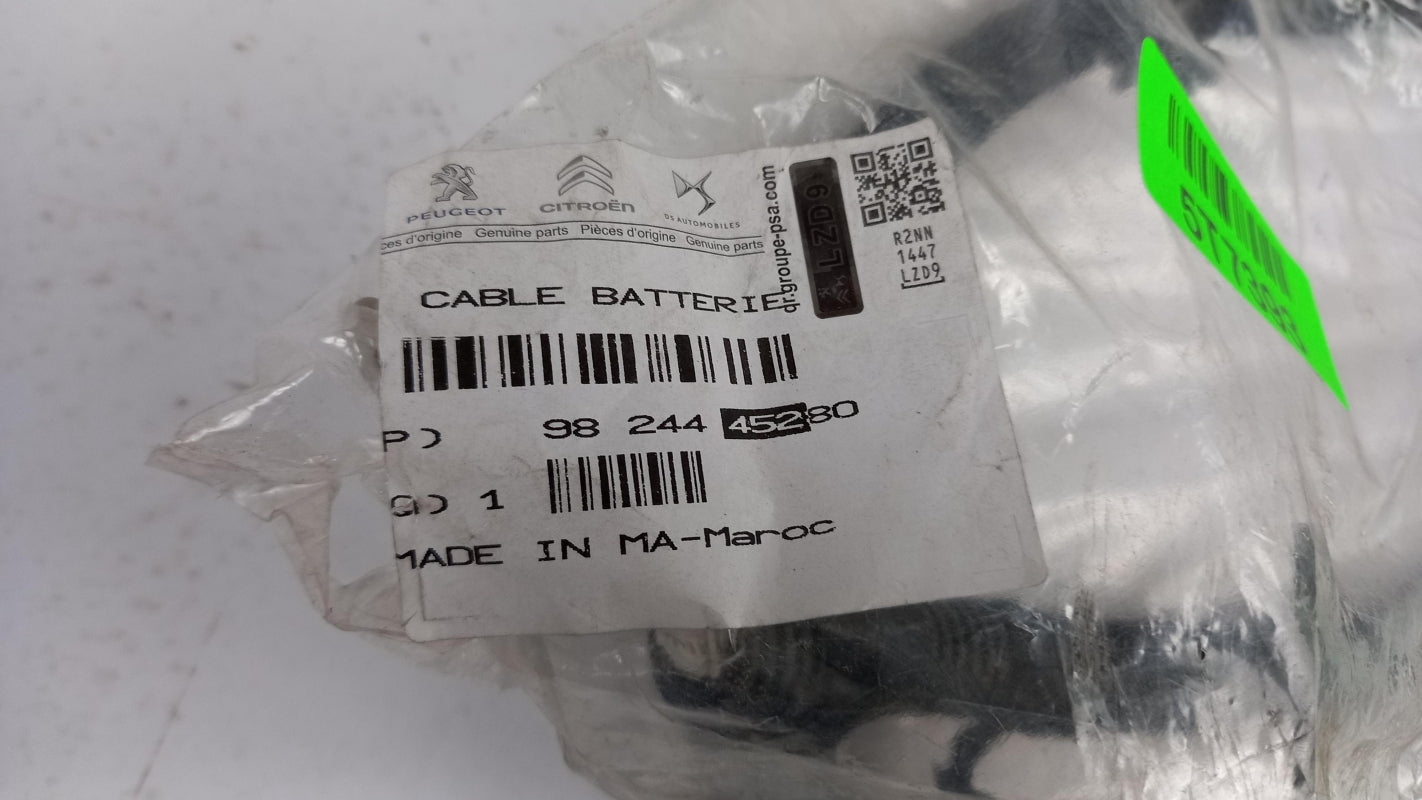 PEUGEOT CITROËN DS AUTOMOBILES
ces d'origine Genuine parts Pièces d'origine Genuine parts
qr.groupe-psa.com
LZD9
R2NN
1447
LZD9
CABLE BATTERIE
P) 98 244 45280
Q) 1
MADE IN MA-Maroc